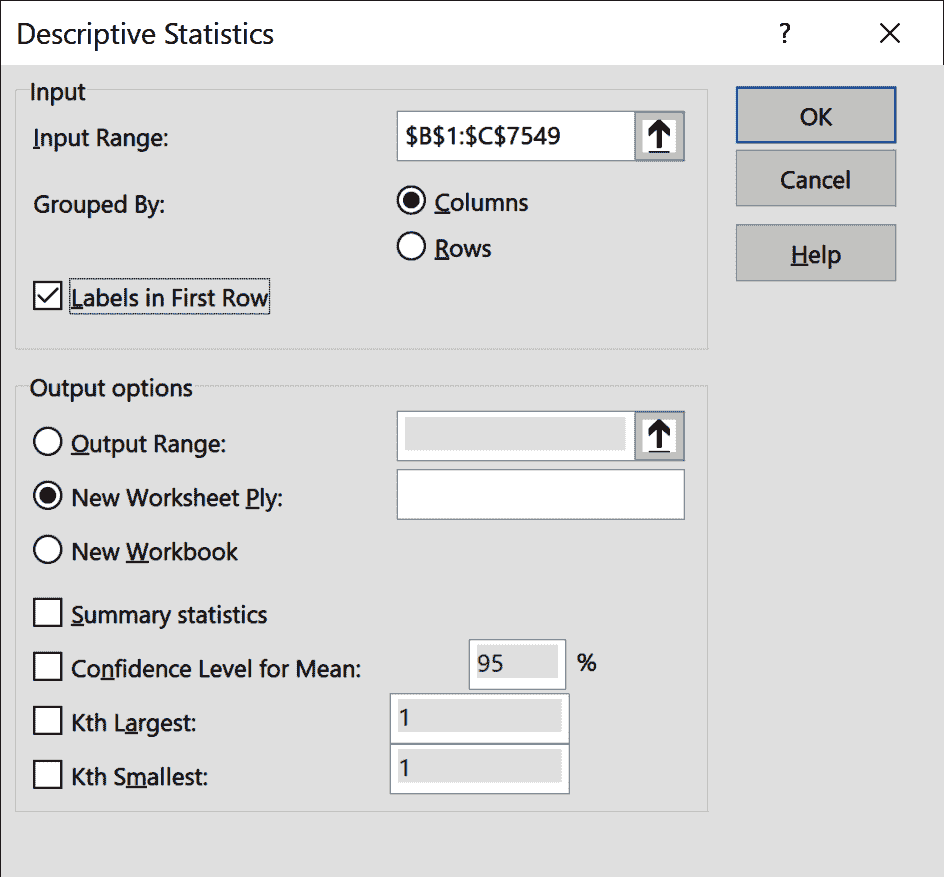 Descriptive Statistics ?
Input
Input Range: $B$1:$C$7549
Grouped By: Columns
Rows
Labels in First Row
OK
Cancel
Help
Output options
Output Range:
New Worksheet Ply:
New Workbook
Summary statistics
Confidence Level for Mean: 95 %
Kth Largest: 1
Kth Smallest: 1